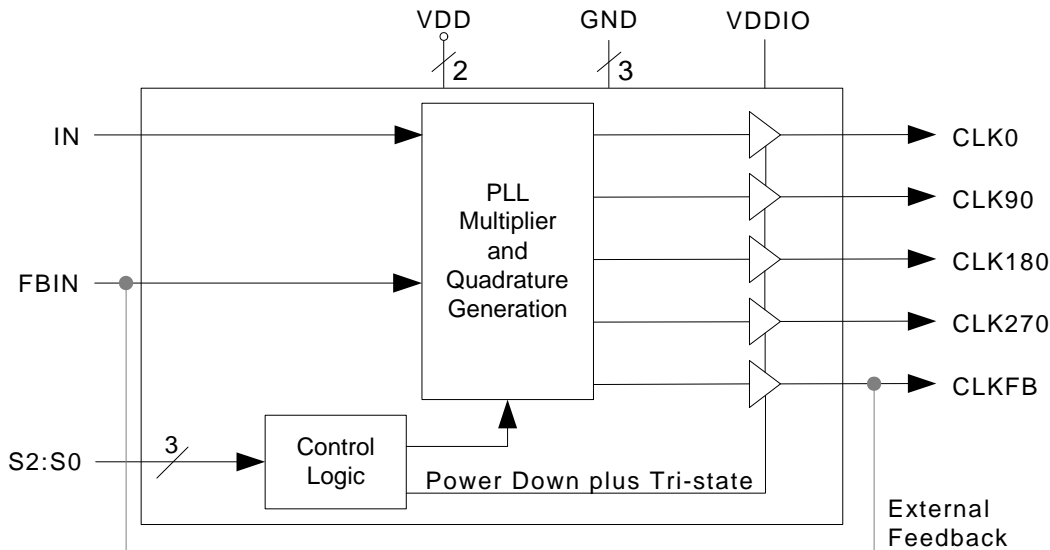 VDD
GND
VDDIO
2
3
IN
CLK0
PLL
Multiplier
and
Quadrature
Generation
CLK90
CLK180
FBIN
CLK270
CLKFB
S2:S0
3
Control
Logic
Power Down plus Tri-state
External
Feedback